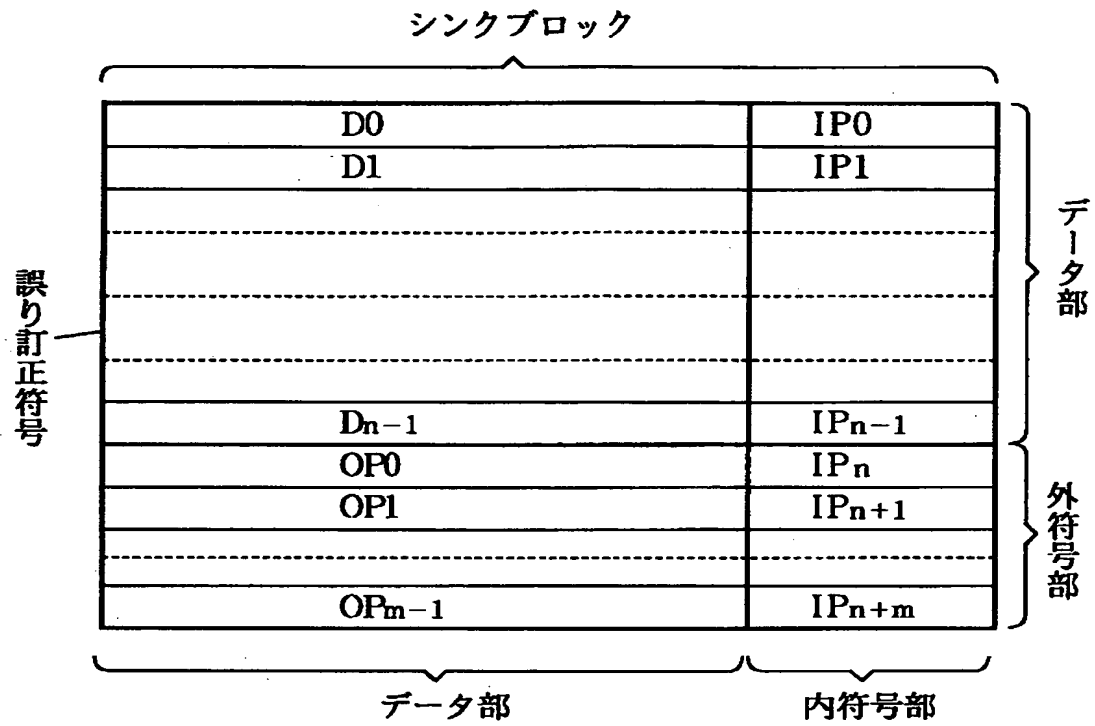 シンクブロック
D0 IP0
D1 IP1
Dn-1 IPn-1
OP0 IPn
OP1 IPn+1
OPm-1 IPn+m
誤り訂正符号
データ部
外符号部
データ部 内符号部